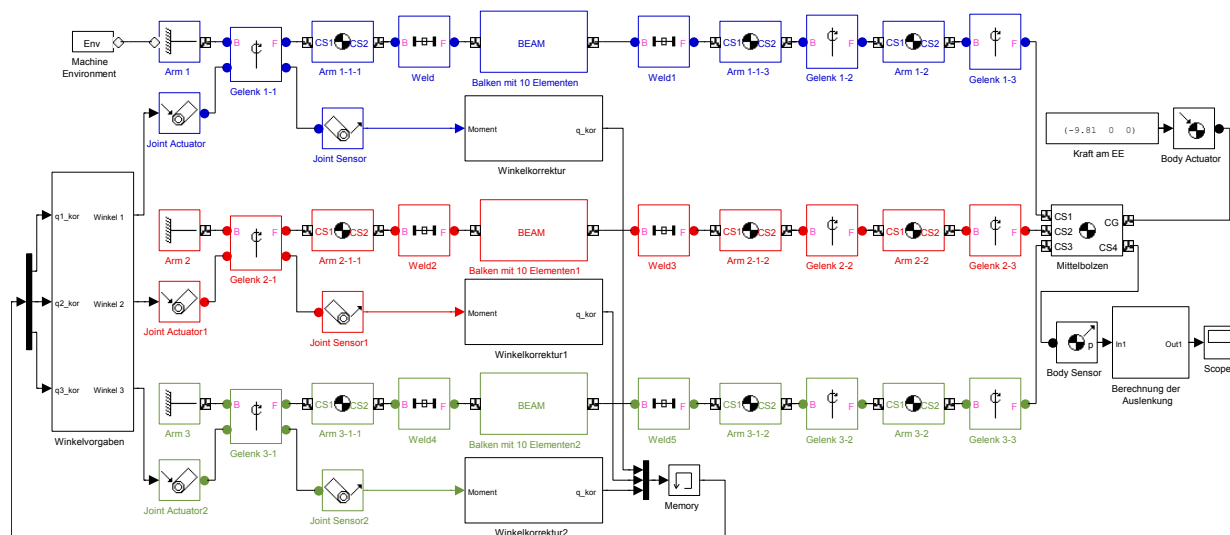 Env
Machine
Environment
Arm 1
B F
Gelenk 1-1
CS1 CS2
Arm 1-1-1
B F
Weld
BEAM
Balken mit 10 Elementen
B F
Weld1
CS1 CS2
Arm 1-1-3
B F
Gelenk 1-2
CS1 CS2
Arm 1-2
B F
Gelenk 1-3
Joint Actuator
Joint Sensor
Moment
q_kor
Winkelkorrektur
(-9.81 0 0)
Kraft am EE
Body Actuator
q1_kor
q2_kor
q3_kor
Winkel 1
Winkel 2
Winkel 3
Winkelvorgaben
Arm 2
B F
Gelenk 2-1
CS1 CS2
Arm 2-1-1
B F
Weld2
BEAM
Balken mit 10 Elementen1
B F
Weld3
CS1 CS2
Arm 2-1-2
B F
Gelenk 2-2
CS1 CS2
Arm 2-2
B F
Gelenk 2-3
CS1
CS2
CS3
CG
CS4
Mittelbolzen
Joint Actuator1
Joint Sensor1
Moment
q_kor
Winkelkorrektur1
p
Body Sensor
In1
Out1
Berechnung der
Auslenkung
Scope
Arm 3
B F
Gelenk 3-1
CS1 CS2
Arm 3-1-1
B F
Weld4
BEAM
Balken mit 10 Elementen2
B F
Weld5
CS1 CS2
Arm 3-1-2
B F
Gelenk 3-2
CS1 CS2
Arm 3-2
B F
Gelenk 3-3
Joint Actuator2
Joint Sensor2
Moment
q_kor
Winkelkorrektur2
Memory